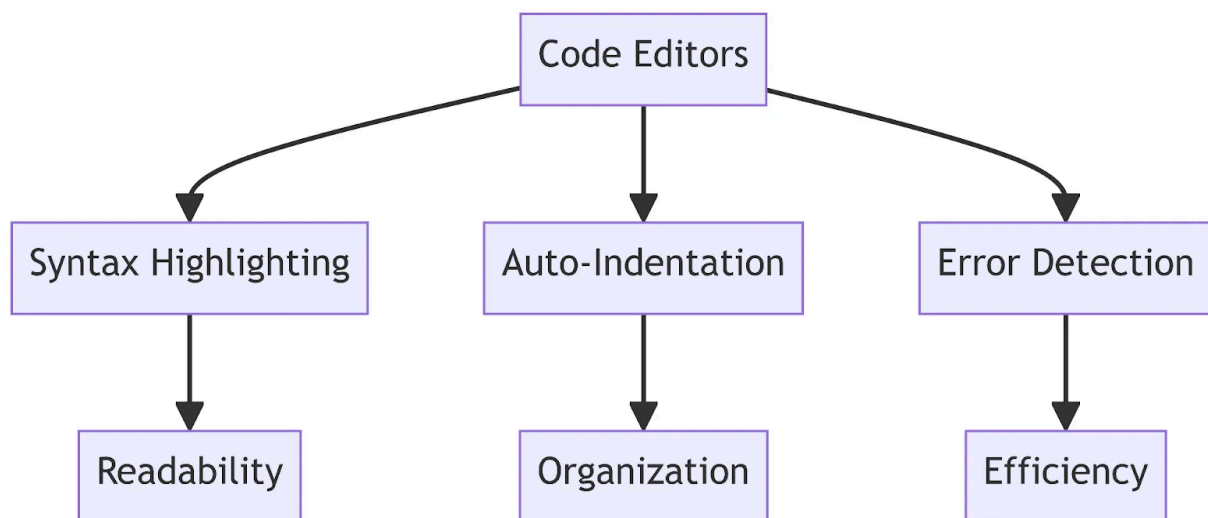 Code Editors
Syntax Highlighting
Auto-Indentation
Error Detection
Readability
Organization
Efficiency